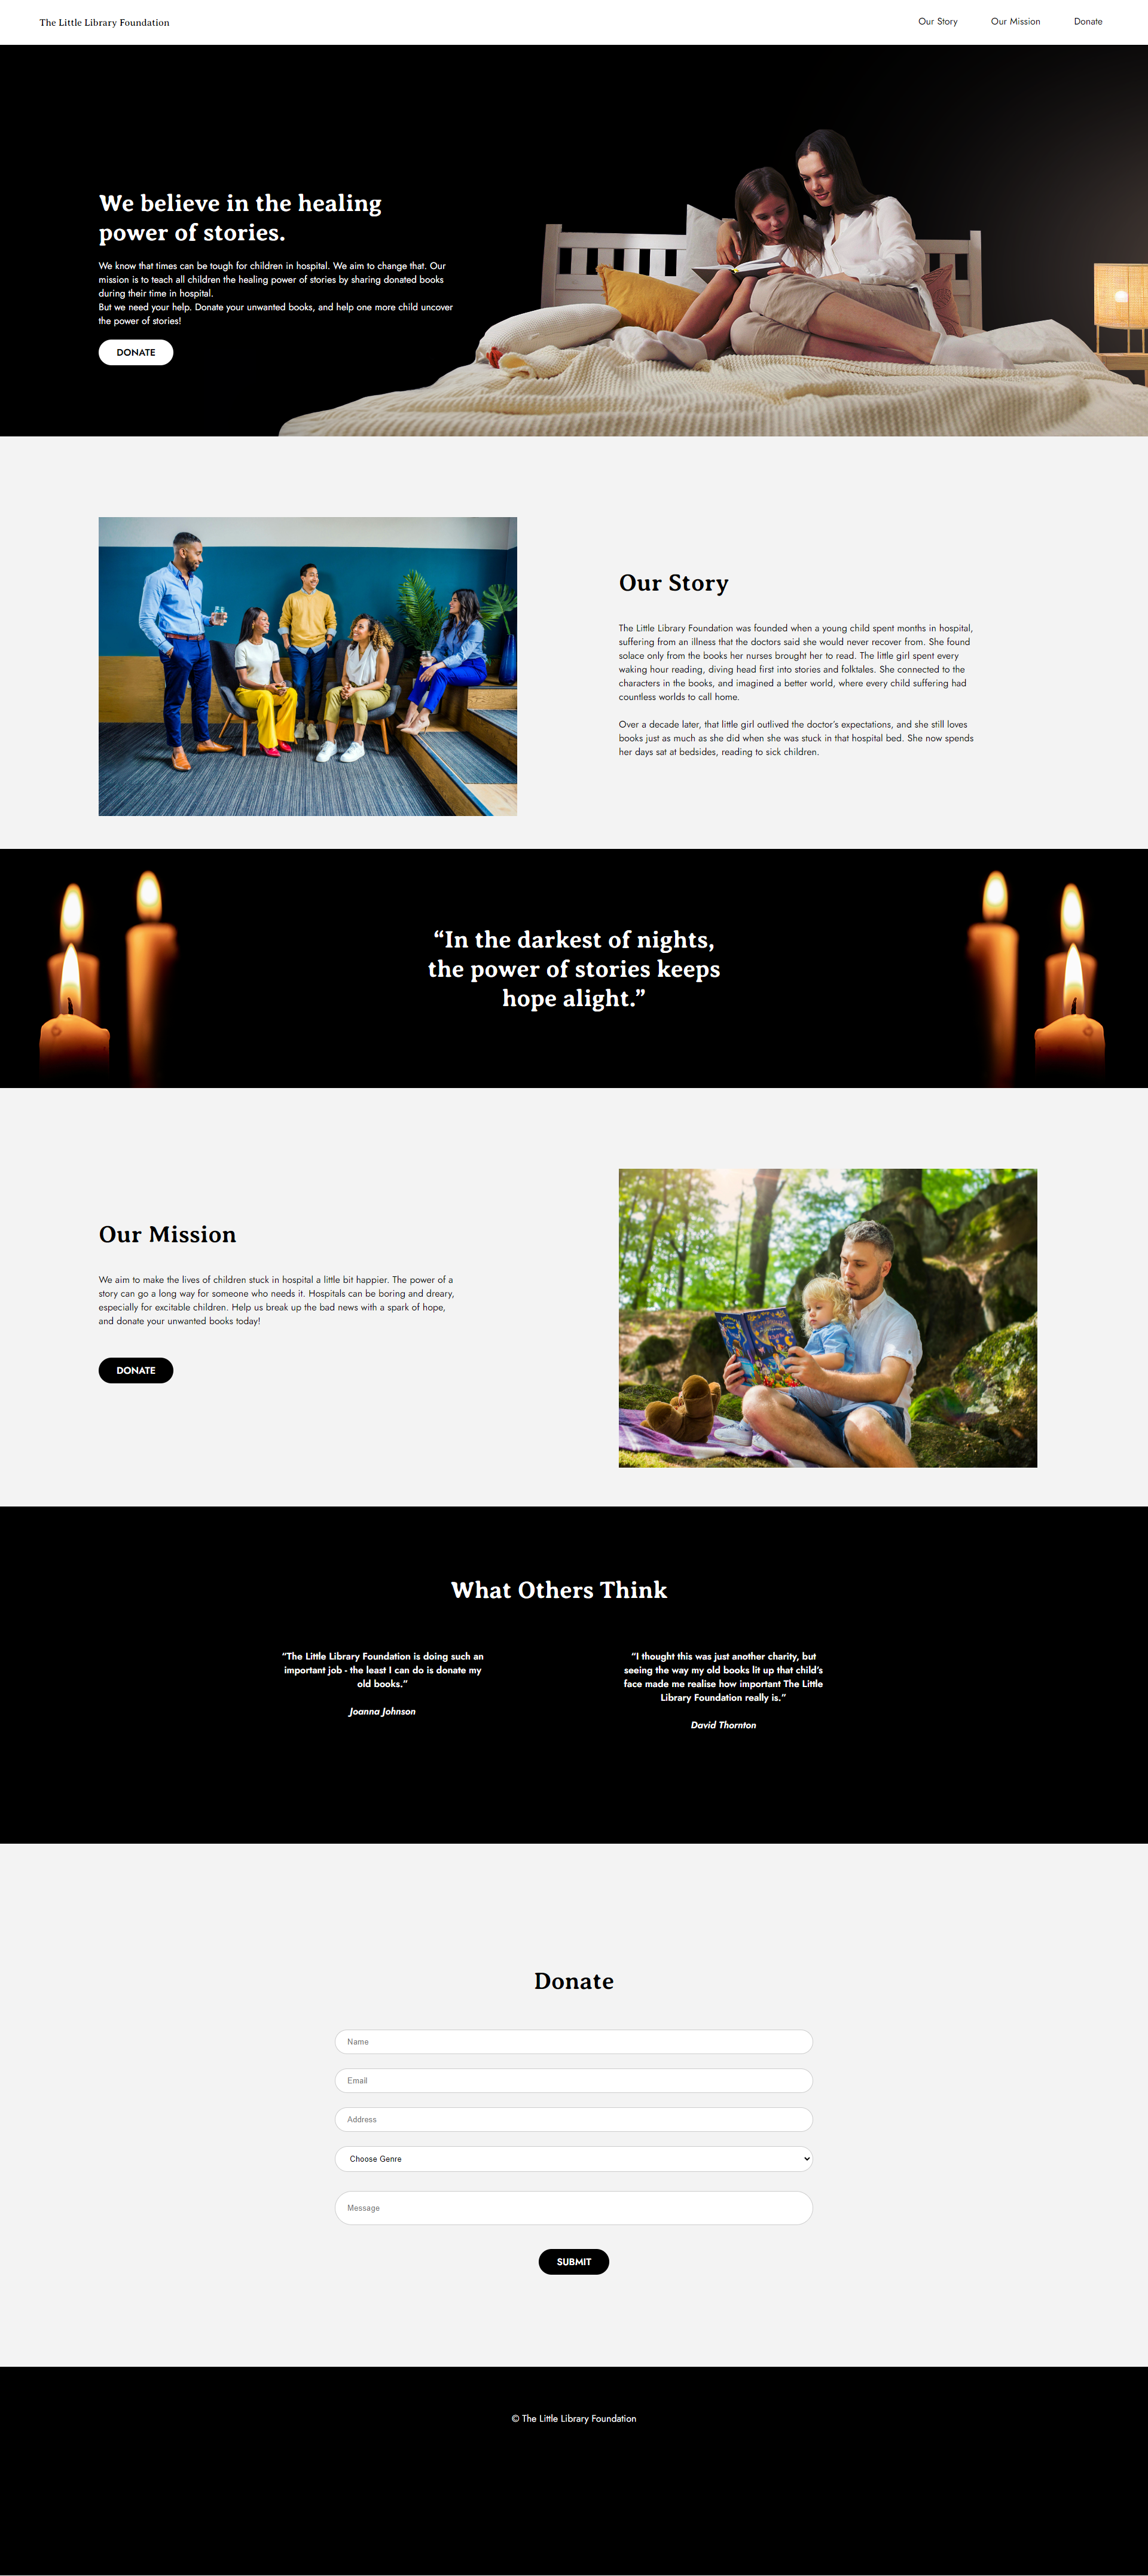 The Little Library Foundation
Our Story
Our Mission
Donate
We believe in the healing
power of stories.
We know that times can be tough for children in hospital. We aim to change that. Our
mission is to teach all children the healing power of stories by sharing donated books
during their time in hospital.
But we need your help. Donate your unwanted books, and help one more child uncover
the power of stories!
DONATE
Our Story
The Little Library Foundation was founded when a young child spent months in hospital,
suffering from an illness that the doctors said she would never recover from. She found
solace only from the books her nurses brought her to read. The little girl spent every
waking hour reading, diving head first into stories and folktales. She connected to the
characters in the books, and imagined a better world, where every child suffering had
countless worlds to call home.
Over a decade later, that little girl outlived the doctor’s expectations, and she still loves
books just as much as she did when she was stuck in that hospital bed. She now spends
her days sat at bedsides, reading to sick children.
“In the darkest of nights,
the power of stories keeps
hope alight.”
Our Mission
We aim to make the lives of children stuck in hospital a little bit happier. The power of a
story can go a long way for someone who needs it. Hospitals can be boring and dreary,
especially for excitable children. Help us break up the bad news with a spark of hope,
and donate your unwanted books today!
DONATE
What Others Think
“The Little Library Foundation is doing such an
important job - the least I can do is donate my
old books.”
Joanna Johnson
“I thought this was just another charity, but
seeing the way my old books lit up that child’s
face made me realise how important The Little
Library Foundation really is.”
David Thornton
Donate
Name
Email
Address
Choose Genre
Message
SUBMIT
© The Little Library Foundation